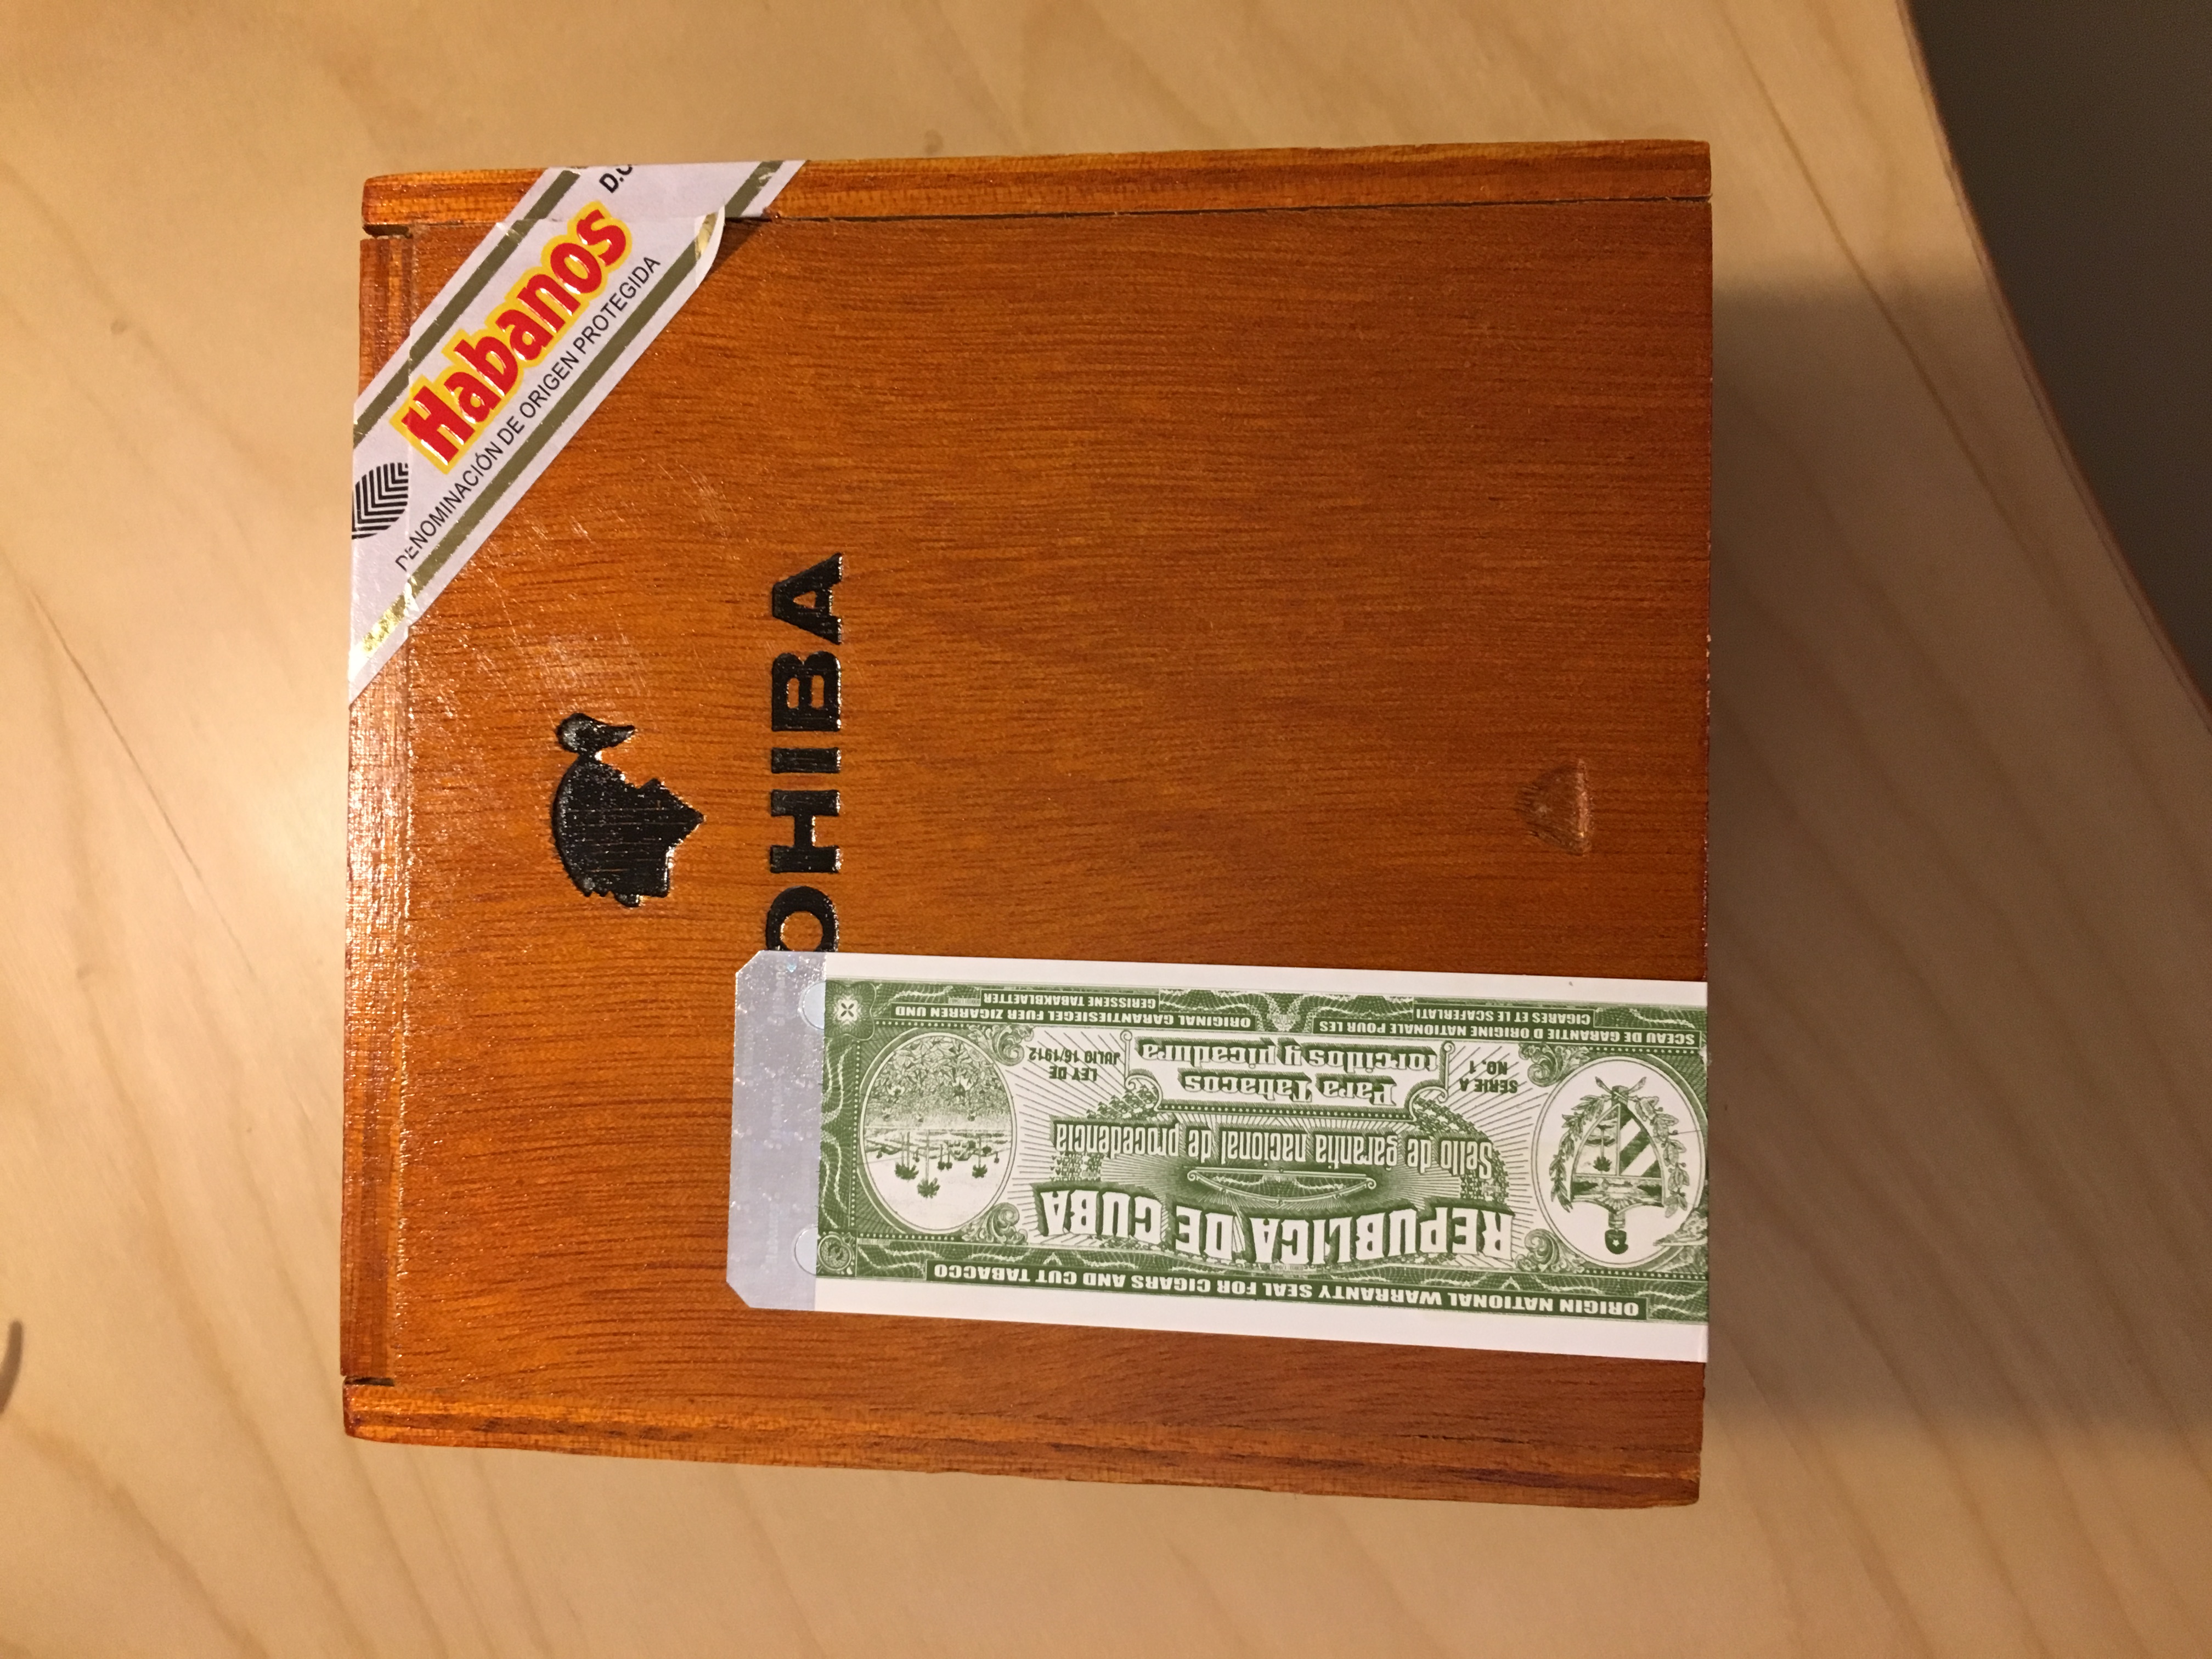 D.O
Habanos
DENOMINACIÓN DE ORIGEN PROTEGIDA
OHIBA
ORIGIN NATIONAL WARRANTY SEAL FOR CIGARS AND CUT TABACCO
REPUBLICA DE CUBA
Sello de garantia nacional de procedencia
SERIE A
NO. 1
Para Tabacos
torcidos y picadura
LEY DE
JULIO 16/1912
SCEAU DE GARANTIE D ORIGINE NATIONALE POUR LES
CIGARES ET LE SCAFERLATI
ORIGINAL GARANTIESIEGEL FUER ZIGARREN UND
GERISSENE TABAKBLAETTER